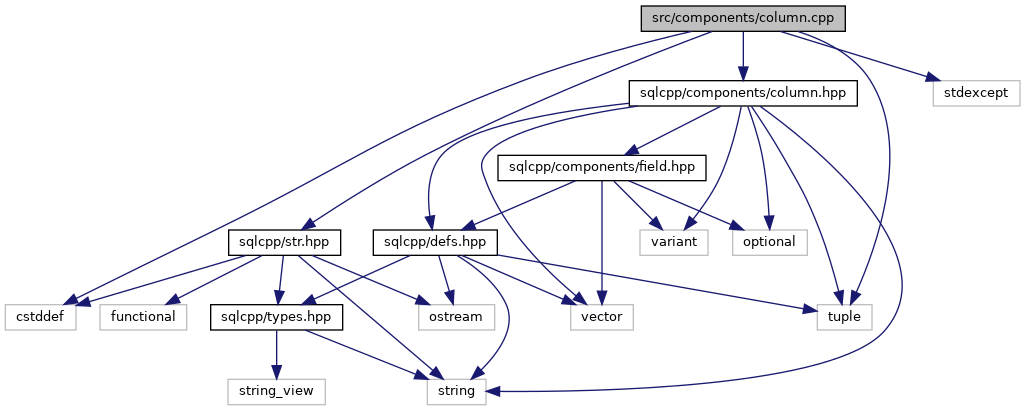 src/components/column.cpp
sqlcpp/components/column.hpp
stdexcept
sqlcpp/components/field.hpp
sqlcpp/str.hpp
sqlcpp/defs.hpp
variant
optional
cstddef
functional
sqlcpp/types.hpp
ostream
vector
tuple
string_view
string